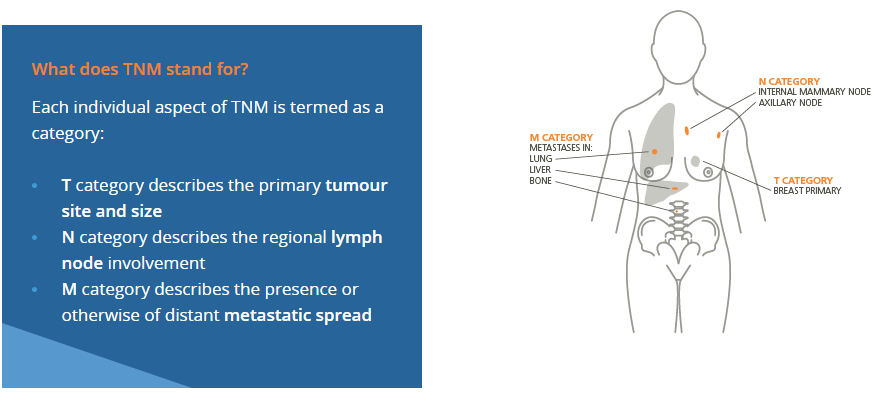 What does TNM stand for?
Each individual aspect of TNM is termed as a
category:
• T category describes the primary tumour
site and size
• N category describes the regional lymph
node involvement
• M category describes the presence or
otherwise of distant metastatic spread
N CATEGORY
INTERNAL MAMMARY NODE
AXILLARY NODE
M CATEGORY
METASTASES IN:
LUNG
LIVER
BONE
T CATEGORY
BREAST PRIMARY